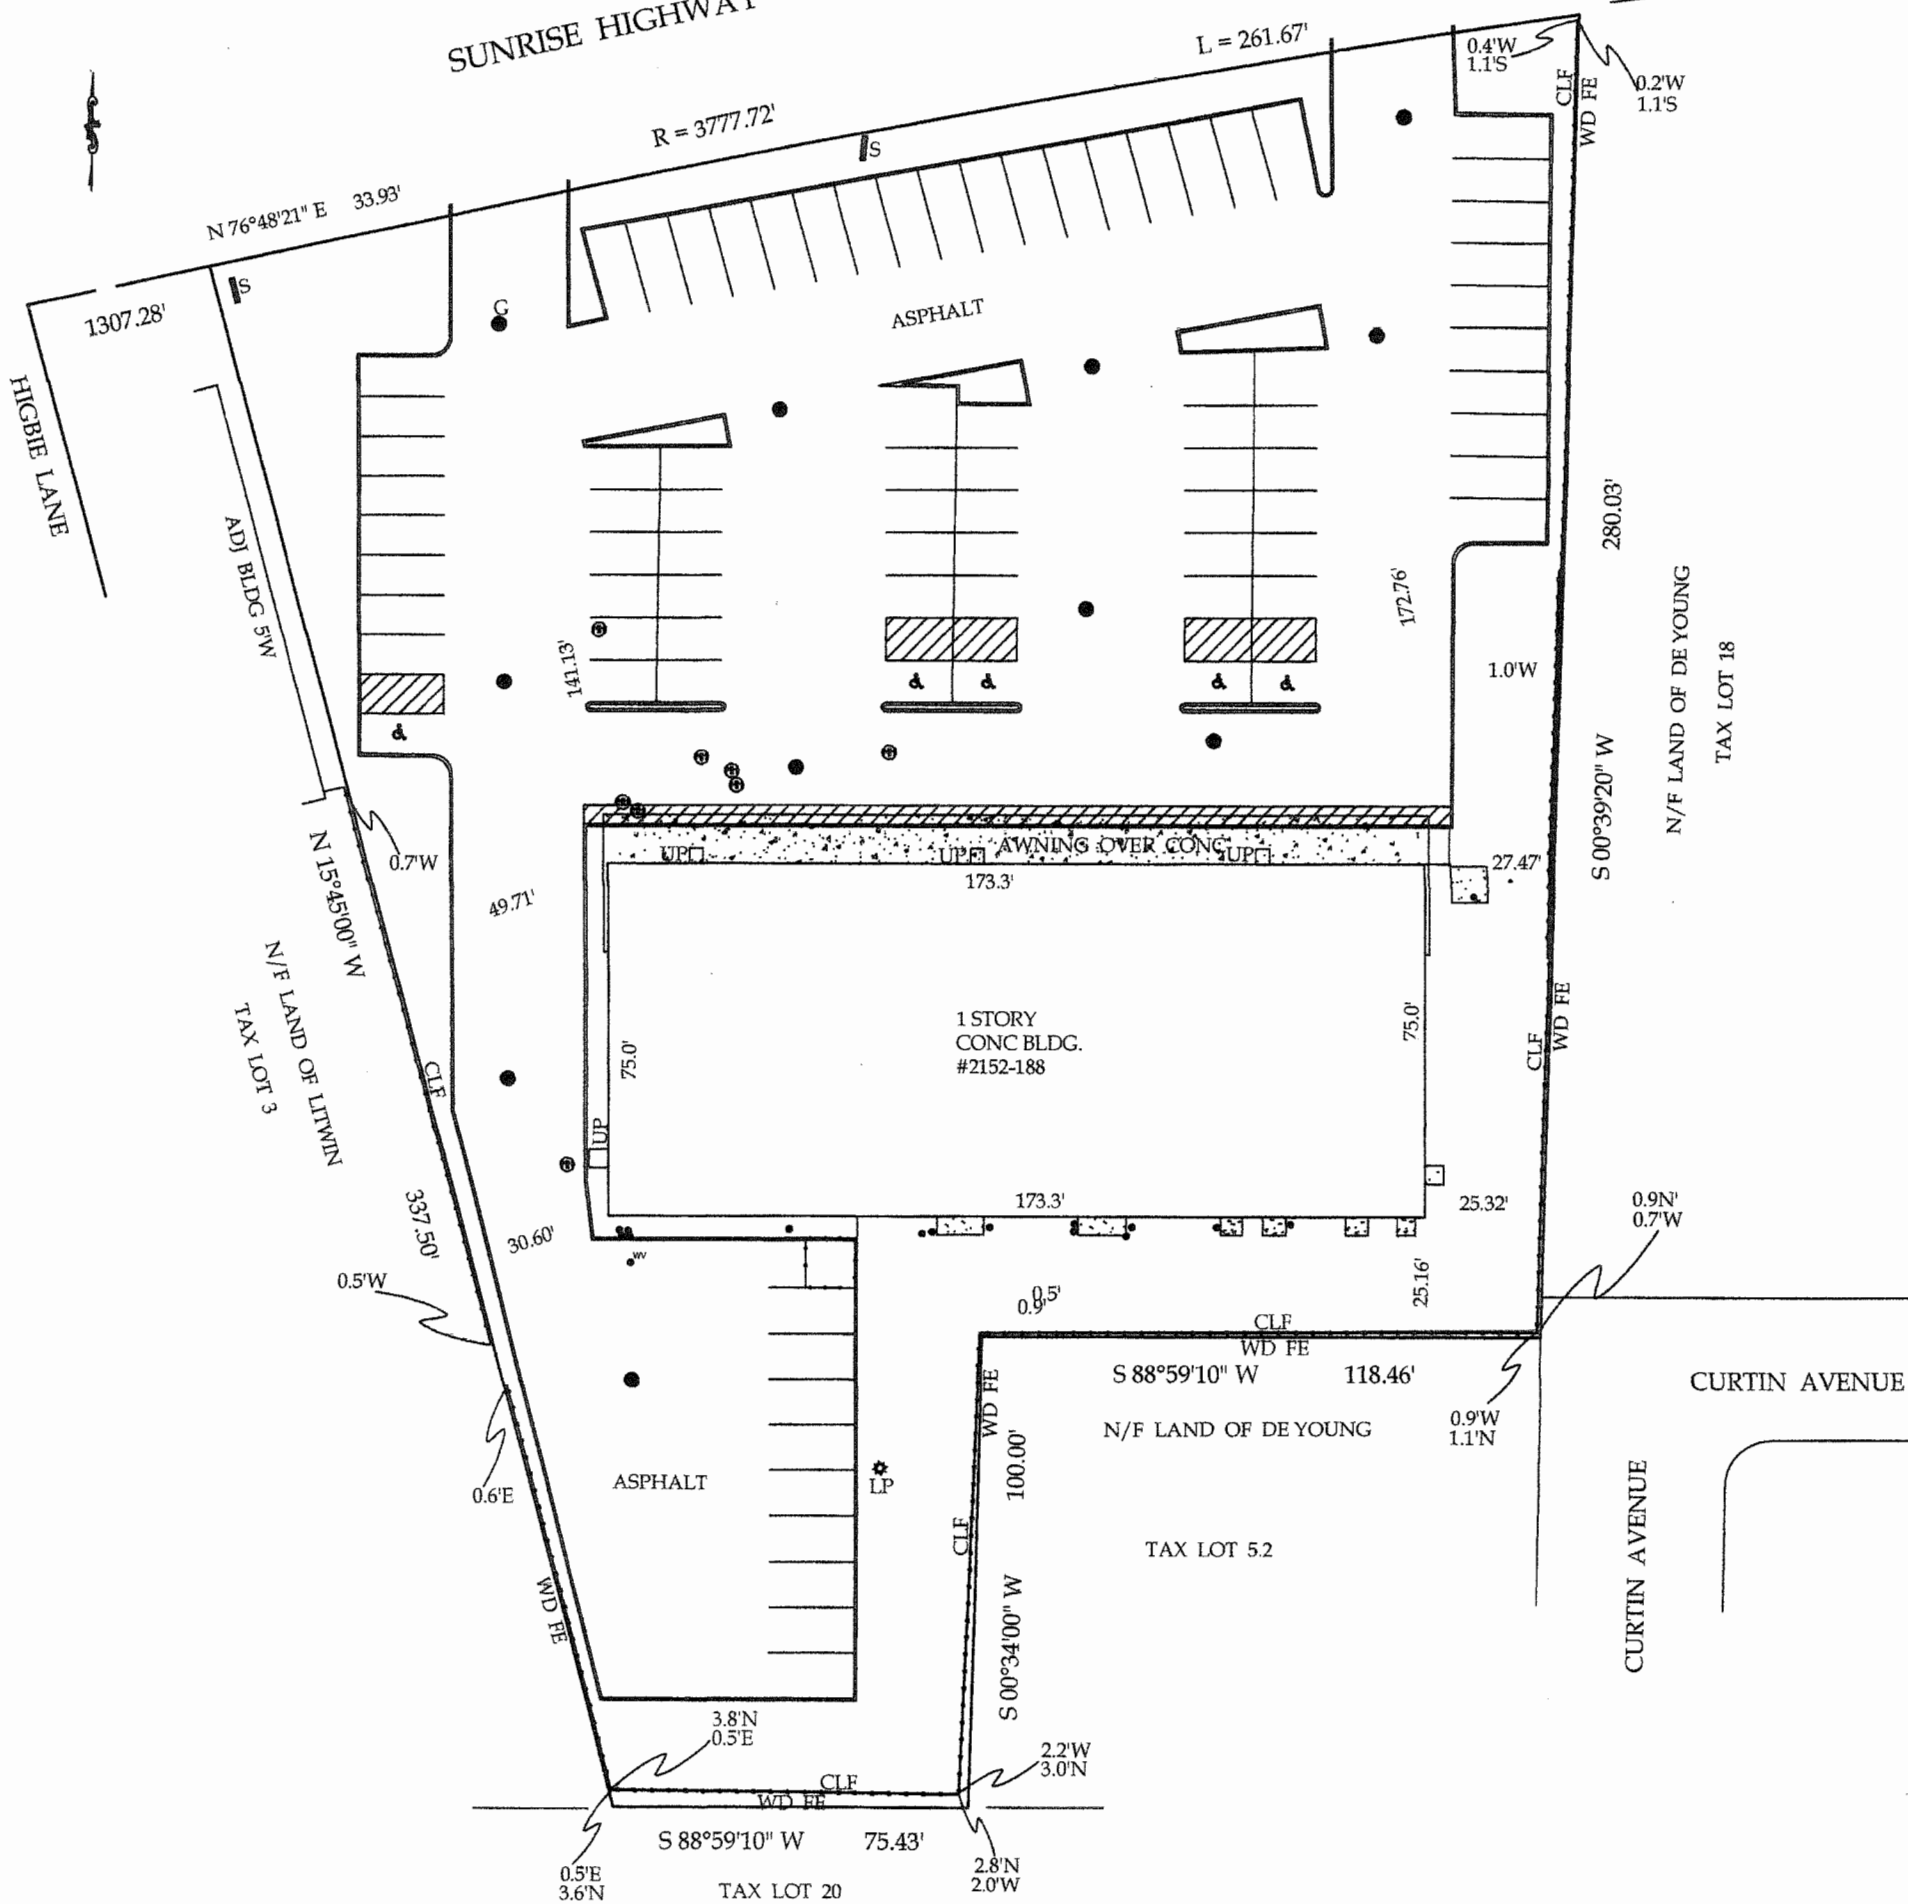 SUNRISE HIGHWAY
L = 261.67'
0.4'W
1.1'S
CLF
WD FE
0.2'W
1.1'S
R = 3777.72'
S
N 76°48'21" E 33.93'
S
1307.28'
G
ASPHALT
HIGBIE LANE
ADJ BLDG 5'W
280.03'
172.76'
141.13'
N/F LAND OF DE YOUNG
TAX LOT 18
1.0'W
S 00°39'20" W
0.7'W
N 15°45'00" W
UP
UP
AWNING OVER CONC
UP
27.47'
173.3'
49.71'
N/F LAND OF LITWIN
TAX LOT 3
1 STORY
CONC BLDG.
#2152-188
75.0'
75.0'
CLF
WD FE
CLF
UP
173.3'
25.32'
0.9N'
0.7'W
337.50'
30.60'
WV
25.16'
0.5'W
0.5'
0.9'
CLF
WD FE
S 88°59'10" W 118.46'
CURTIN AVENUE
WD FE
N/F LAND OF DE YOUNG
0.9'W
1.1'N
100.00'
0.6'E
ASPHALT
LP
CLF
TAX LOT 5.2
CURTIN AVENUE
WD FE
S 00°34'00" W
3.8'N
0.5'E
2.2'W
3.0'N
CLF
WD FE
S 88°59'10" W 75.43'
0.5'E
3.6'N
2.8'N
2.0'W
TAX LOT 20